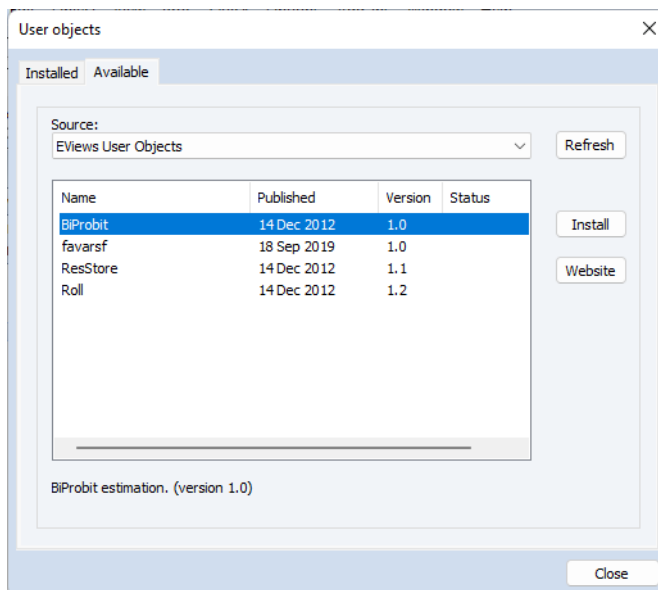 User objects
Installed
Available
Source:
EViews User Objects
Refresh
Name Published Version Status
BiProbit 14 Dec 2012 1.0
Install
favarsf 18 Sep 2019 1.0
ResStore 14 Dec 2012 1.1
Website
Roll 14 Dec 2012 1.2
BiProbit estimation. (version 1.0)
Close